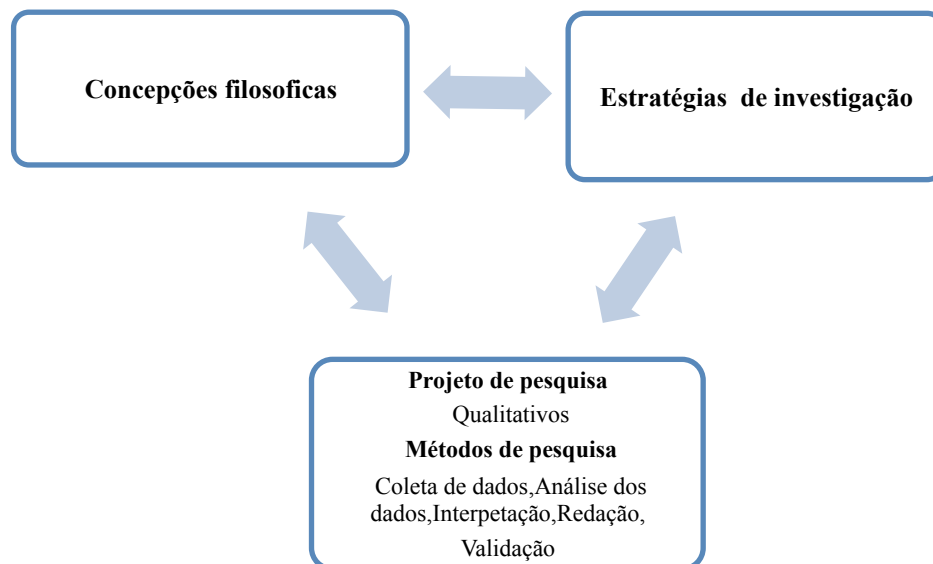 Concepções filosoficas
Estratégias de investigação
Projeto de pesquisa
Qualitativos
Métodos de pesquisa
Coleta de dados,Análise dos
dados,Interpetação,Redação,
Validação